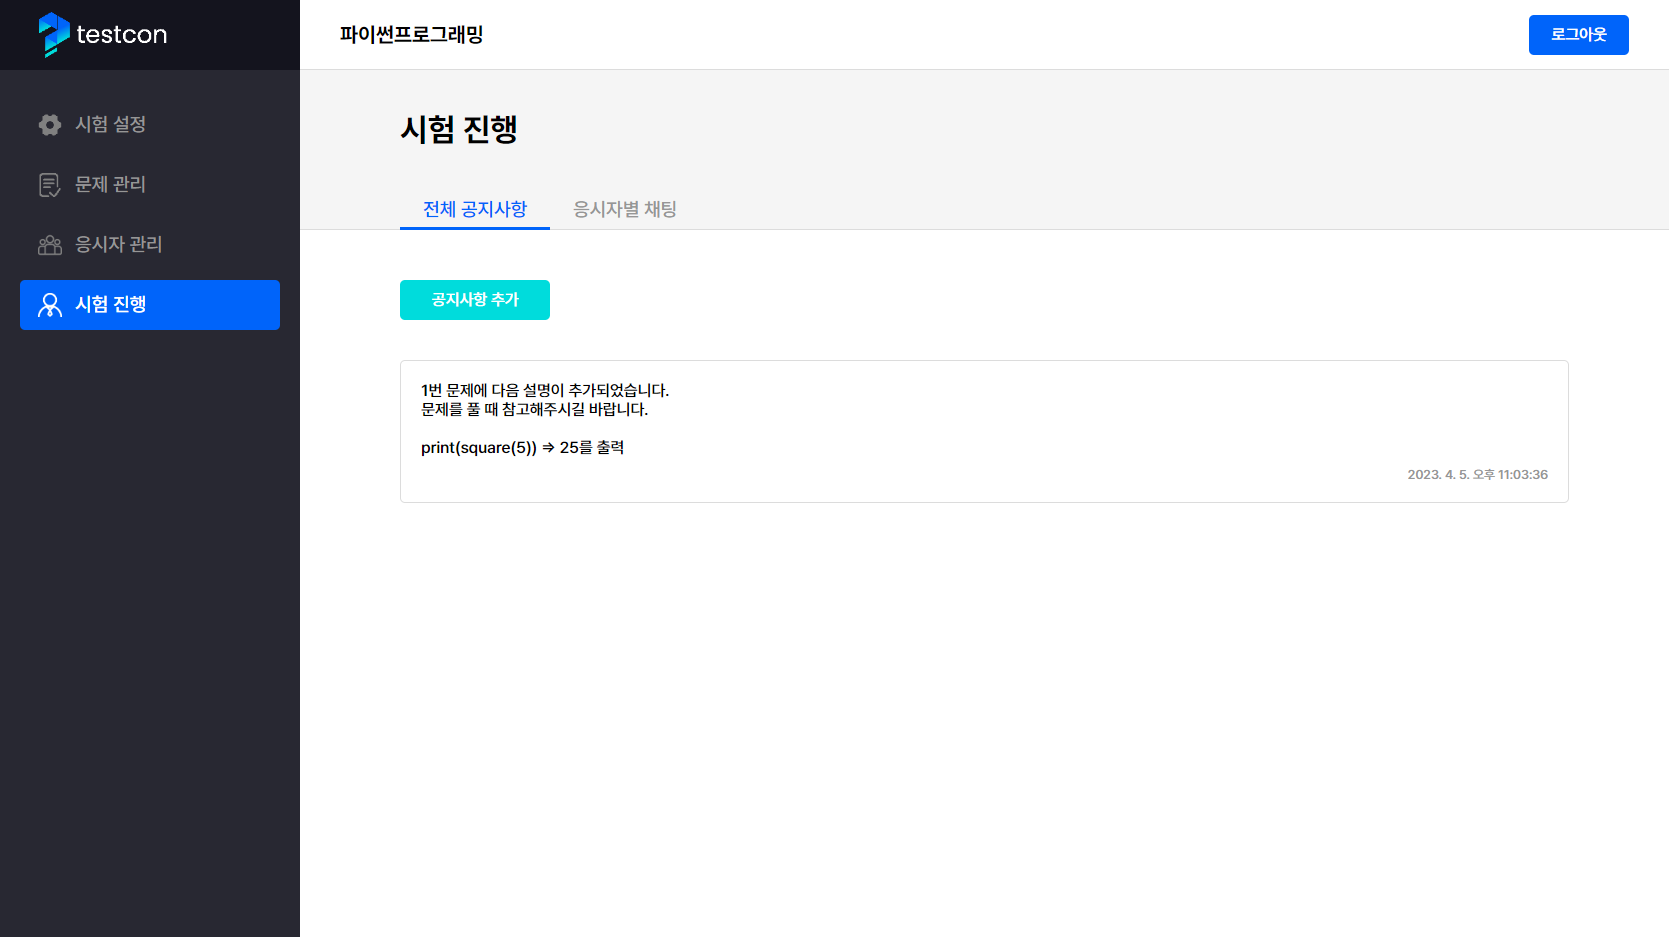 testcon
파이썬프로그래밍
로그아웃
시험 설정
문제 관리
응시자 관리
시험 진행
시험 진행
전체 공지사항
응시자별 채팅
공지사항 추가
1번 문제에 다음 설명이 추가되었습니다.
문제를 풀 때 참고해주시길 바랍니다.
print(square(5)) => 25를 출력
2023. 4. 5. 오후 11:03:36